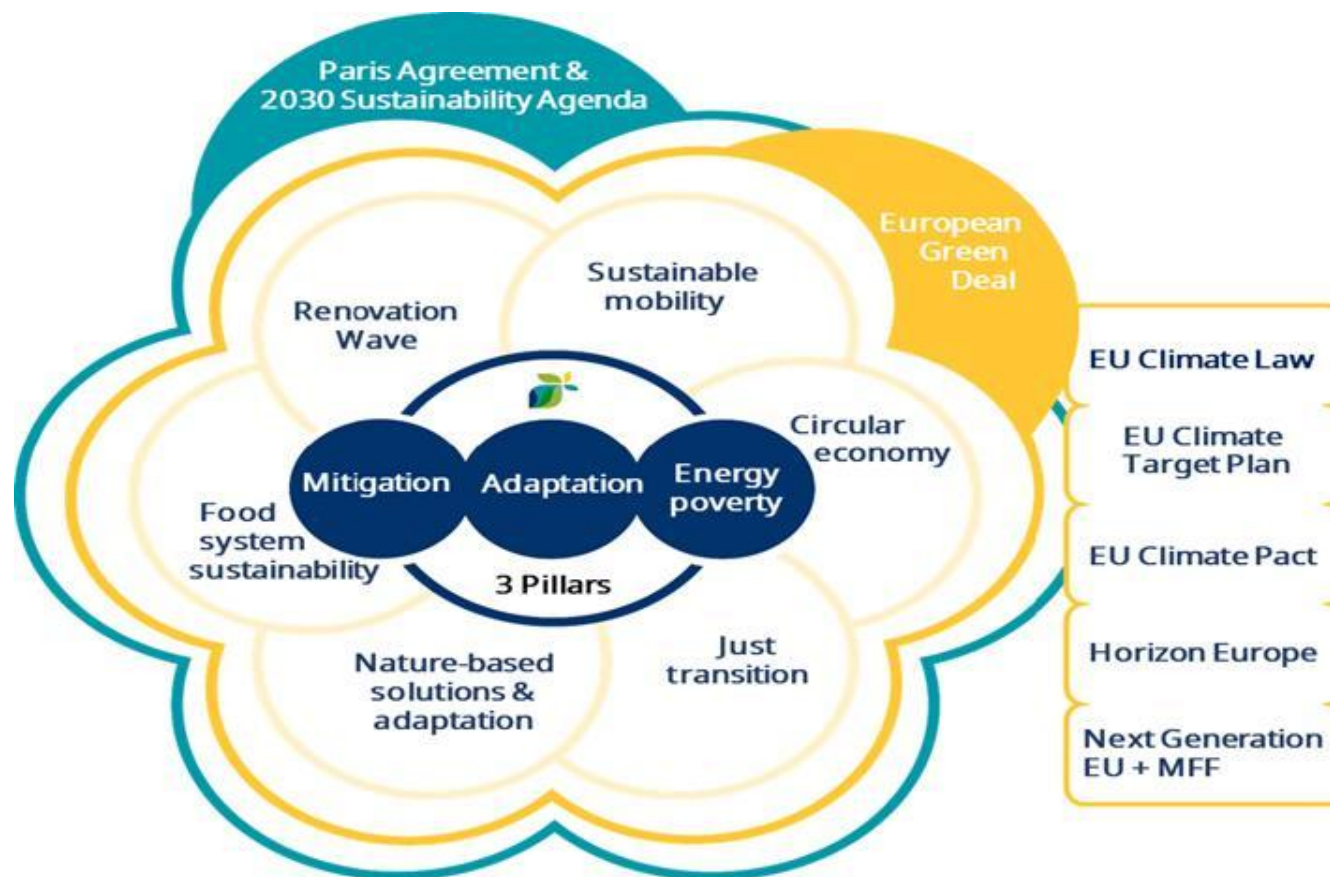 Paris Agreement &
2030 Sustainability Agenda
European
Green
Deal
Renovation
Wave
Sustainable
mobility
Circular
economy
Mitigation
Adaptation
Energy
poverty
3 Pillars
Food
system
sustainability
Nature-based
solutions &
adaptation
Just
transition
EU Climate Law
EU Climate
Target Plan
EU Climate Pact
Horizon Europe
Next Generation
EU + MFF